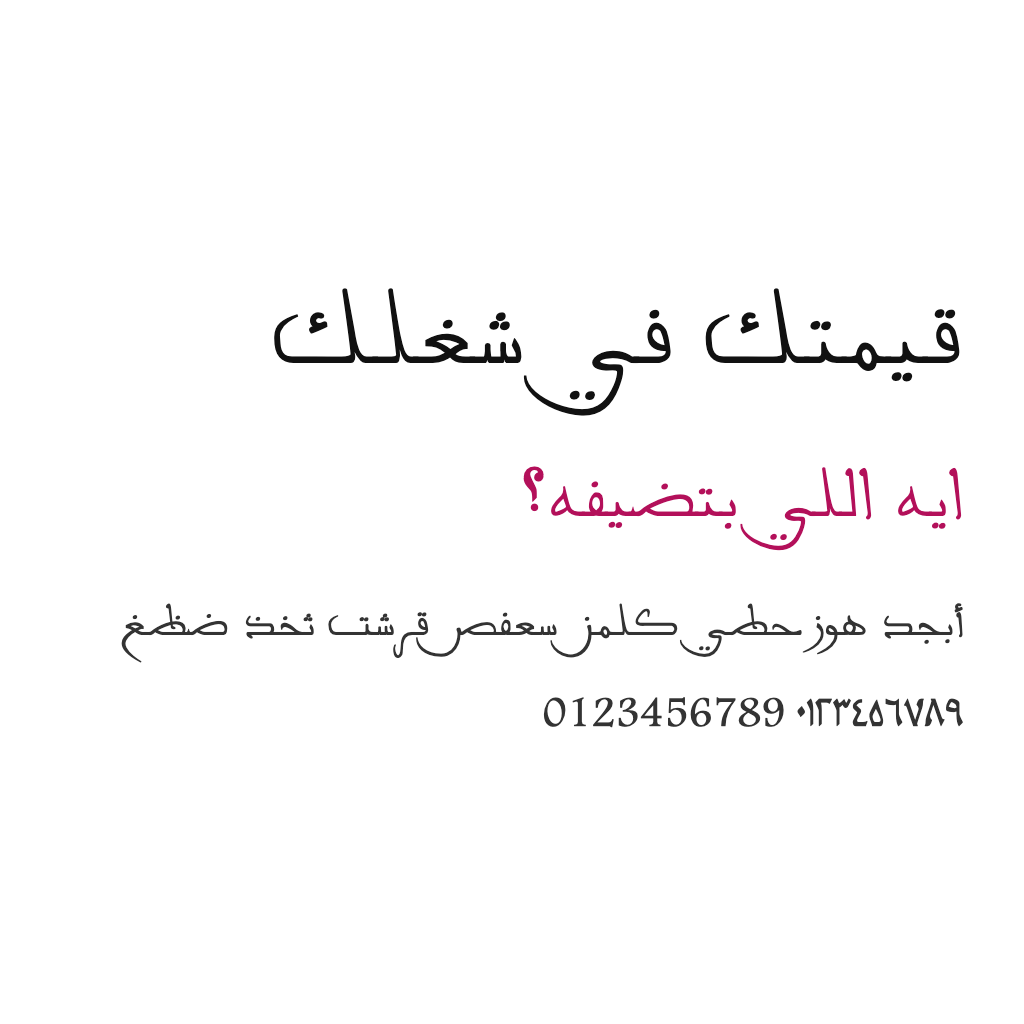 قيمتك في شغلك
ايه اللي بتضيفه؟
أبجد هوز حطي كلمن سعفص قرشت ثخذ ضظغ
٠١٢٣٤٥٦٧٨٩ 0123456789